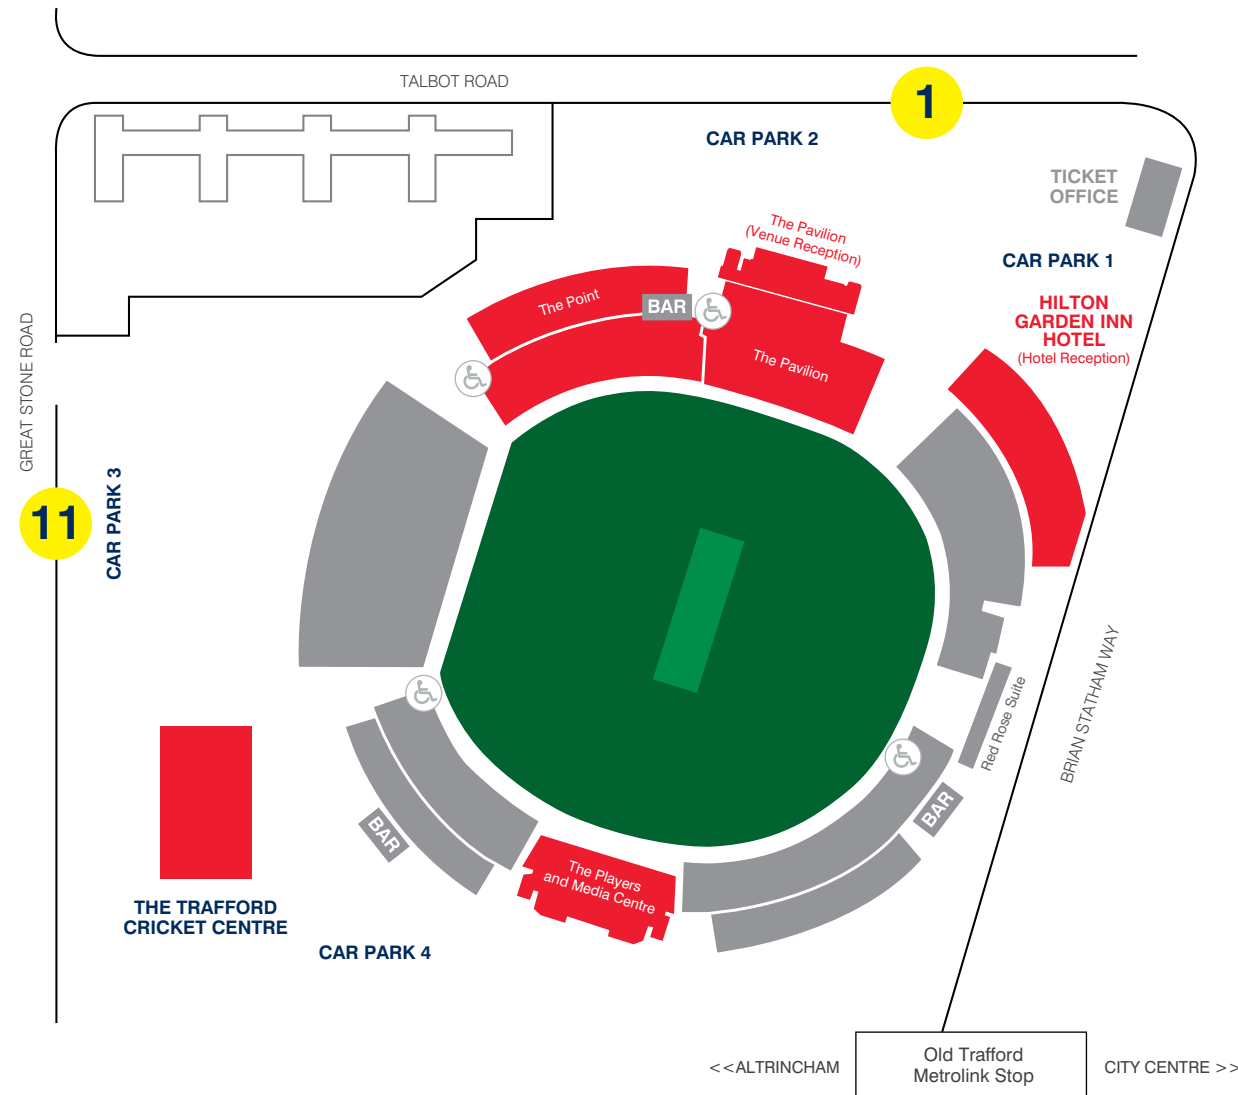 TALBOT ROAD
1
CAR PARK 2
TICKET
OFFICE
The Pavilion
(Venue Reception)
CAR PARK 1
The Point
BAR
HILTON
GARDEN INN
HOTEL
(Hotel Reception)
The Pavilion
GREAT STONE ROAD
11
CAR PARK 3
BRIAN STATHAM WAY
Red Rose Suite
BAR
BAR
The Players
and Media Centre
THE TRAFFORD
CRICKET CENTRE
CAR PARK 4
<<ALTRINCHAM
Old Trafford
Metrolink Stop
CITY CENTRE >>